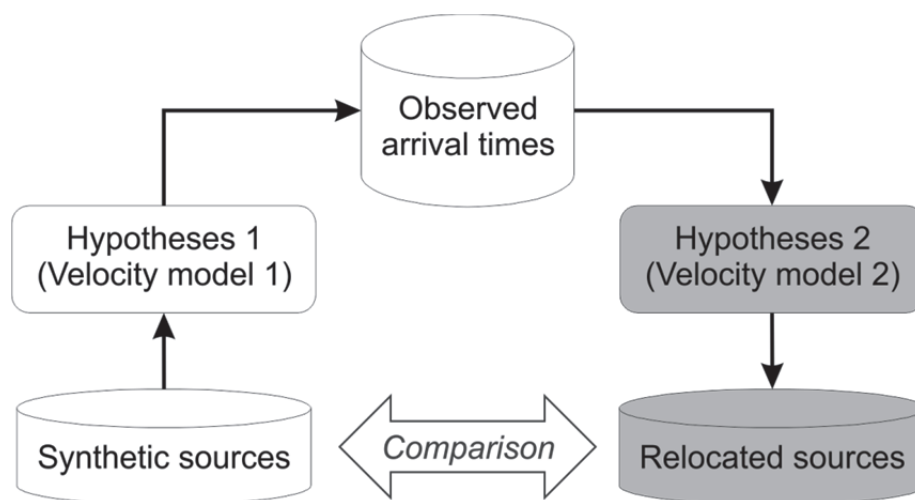 Observed
arrival times
Hypotheses 1
(Velocity model 1)
Hypotheses 2
(Velocity model 2)
Synthetic sources
Comparison
Relocated sources